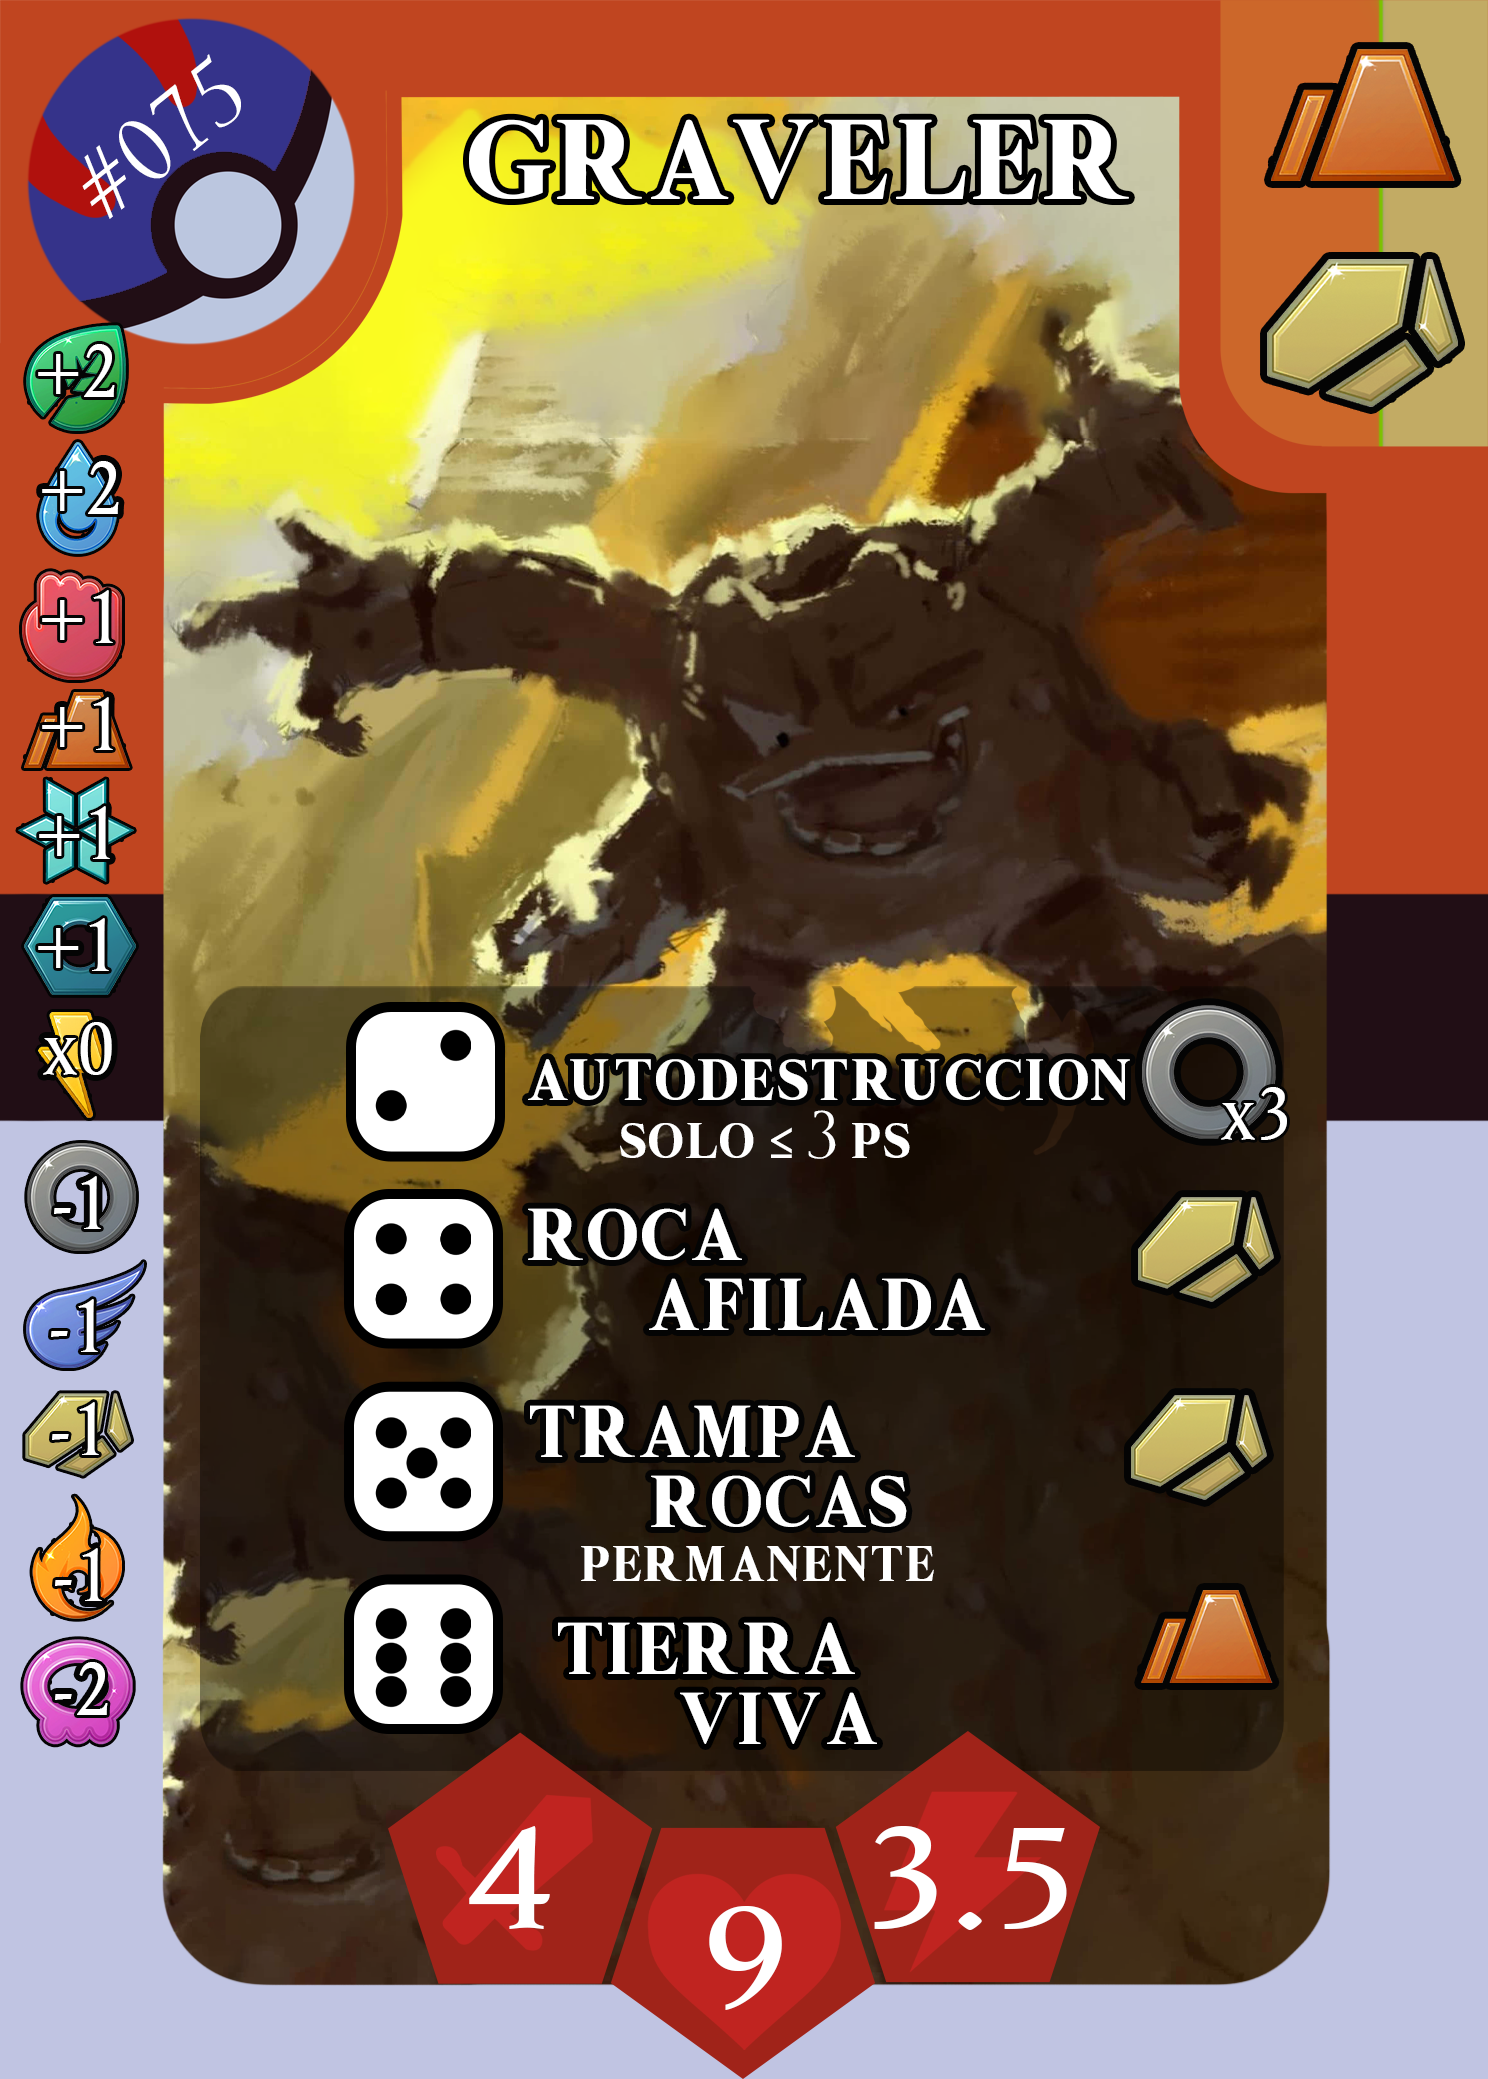 #075
GRAVELER
+2
+2
+1
+1
+1
+1
x0
-1
-1
-1
-1
-2
AUTODESTRUCCION
x3
SOLO ≤ 3 PS
ROCA
AFILADA
TRAMPA
ROCAS
PERMANENTE
TIERRA
VIVA
4
9
3.5